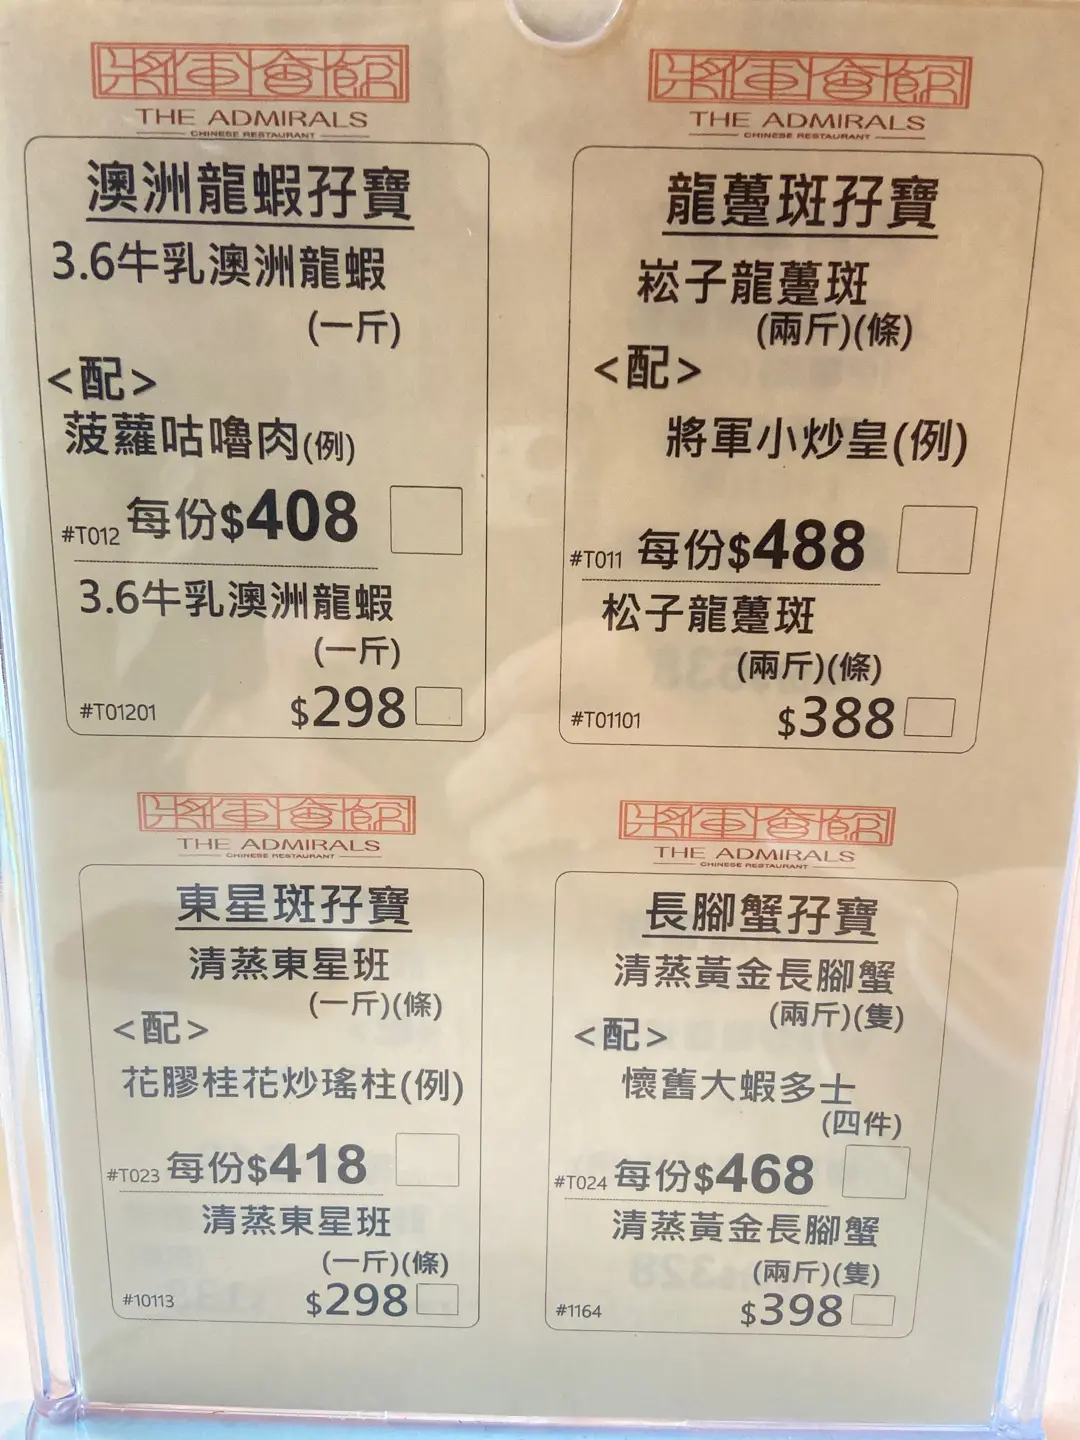 將軍會館
THE ADMIRALS
CHINESE RESTAURANT
澳洲龍蝦孖寶
3.6牛乳澳洲龍蝦
(一斤)
<配>
菠蘿咕嚕肉(例)
#T012 每份$408
3.6牛乳澳洲龍蝦
(一斤)
#T01201 $298
將軍會館
THE ADMIRALS
CHINESE RESTAURANT
龍躉斑孖寶
崧子龍躉斑
(兩斤)(條)
<配>
將軍小炒皇(例)
#T011 每份$488
松子龍躉斑
(兩斤)(條)
#T01101 $388
將軍會館
THE ADMIRALS
CHINESE RESTAURANT
東星斑孖寶
清蒸東星班
(一斤)(條)
<配>
花膠桂花炒瑤柱(例)
#T023 每份$418
清蒸東星班
(一斤)(條)
#10113 $298
將軍會館
THE ADMIRALS
CHINESE RESTAURANT
長腳蟹孖寶
清蒸黃金長腳蟹
(兩斤)(隻)
<配>
懷舊大蝦多士
(四件)
#T024 每份$468
清蒸黃金長腳蟹
(兩斤)(隻)
#1164 $398